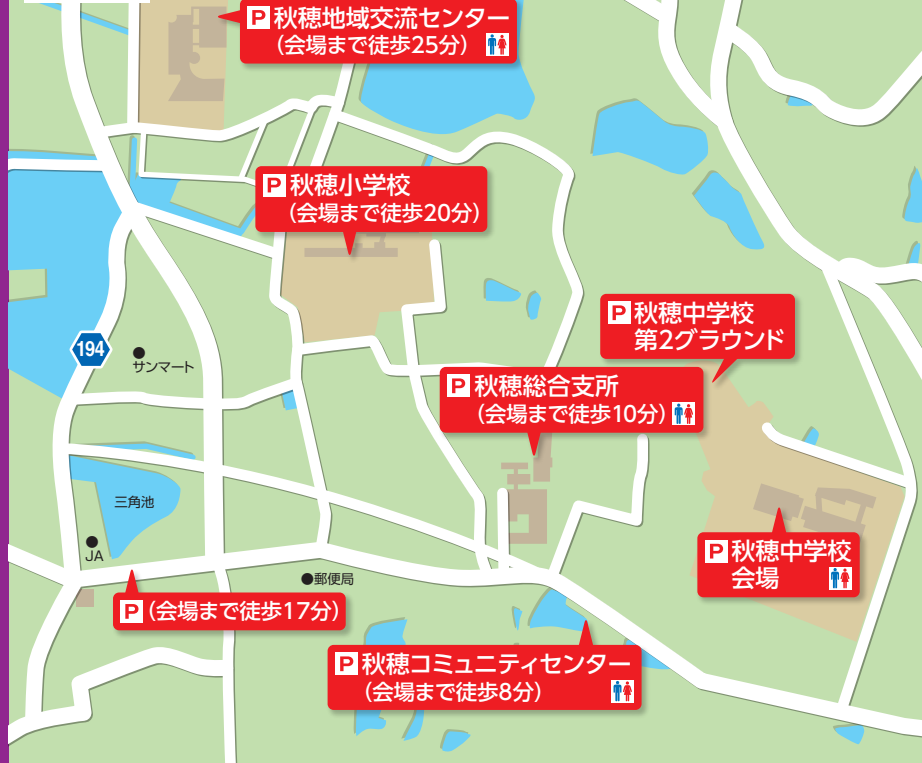 P 秋穂地域交流センター
(会場まで徒歩25分)
P 秋穂小学校
(会場まで徒歩20分)
P 秋穂中学校
第2グラウンド
194
サンマート
P 秋穂総合支所
(会場まで徒歩10分)
三角池
JA
P 秋穂中学校
会場
郵便局
P (会場まで徒歩17分)
P 秋穂コミュニティセンター
(会場まで徒歩8分)